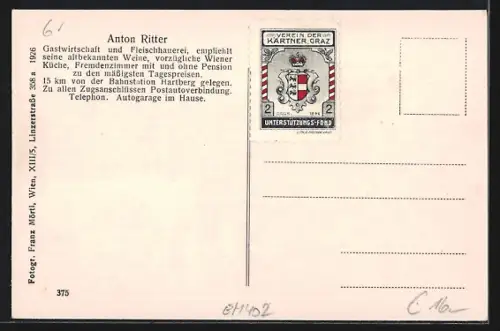 6
Anton Ritter
Gastwirtschaft und Fleischhauerei, empfiehlt
seine altbekannten Weine, vorzügliche Wiener
Küche, Fremdenzimmer mit und ohne Pension
zu den mäßigsten Tagespreisen.
15 km von der Bahnstation Hartberg gelegen.
Zu allen Zugsanschlüssen Postautoverbindung.
Telephon. Autogarage im Hause.
Fotogr. Franz Mörtl, Wien, XIII/5, Linzerstraße 308 a 1926
375
VEREIN DER
KÄRTNER, GRAZ
2 2
UNTERSTÜTZUNGS-FOND